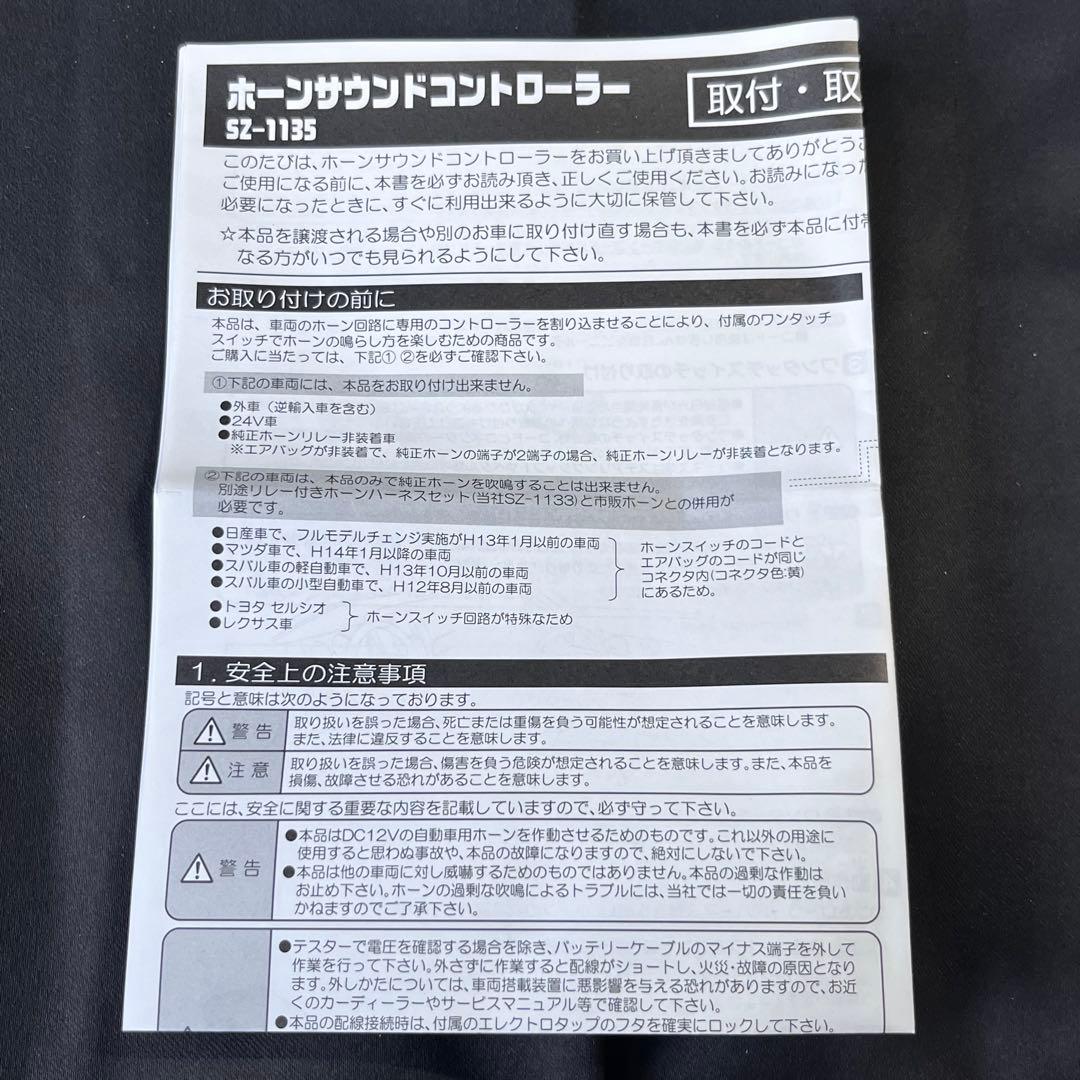 ホーンサウンドコントローラー
SZ-1135
取付・取
このたびは、ホーンサウンドコントローラーをお買い上げ頂きましてありがとうご
ご使用になる前に、本書を必ずお読み頂き、正しくご使用ください。お読みになった
必要になったときに、すぐに利用出来るように大切に保管して下さい。
☆本品を譲渡される場合や別のお車に取り付け直す場合も、本書を必ず本品に付帯
なる方がいつでも見られるようにして下さい。
お取り付けの前に
本品は、車両のホーン回路に専用のコントローラーを割り込ませることにより、付属のワンタッチ
スイッチでホーンの鳴らし方を楽しむための商品です。
ご購入に当たっては、下記①②を必ずご確認下さい。
①下記の車両には、本品をお取り付け出来ません。
●外車（逆輸入車を含む）
●24V車
●純正ホーンリレー非装着車
※エアバッグが非装着で、純正ホーンの端子が2端子の場合、純正ホーンリレーが非装着となります。
②下記の車両は、本品のみで純正ホーンを吹鳴することは出来ません。
別途リレー付きホーンハーネスセット(当社SZ-1133)と市販ホーンとの併用が
必要です。
●日産車で、フルモデルチェンジ実施がH13年1月以前の車両
●マツダ車で、H14年1月以降の車両
●スバル車の軽自動車で、H13年10月以前の車両
●スバル車の小型自動車で、H12年8月以前の車両
ホーンスイッチのコードと
エアバッグのコードが同じ
コネクタ内(コネクタ色:黄)
にあるため。
●トヨタ セルシオ
●レクサス車
ホーンスイッチ回路が特殊なため
1．安全上の注意事項
記号と意味は次のようになっております。
警告
取り扱いを誤った場合、死亡または重傷を負う可能性が想定されることを意味します。
また、法律に違反することを意味します。
注意
取り扱いを誤った場合、傷害を負う危険が想定されることを意味します。また、本品を
損傷、故障させる恐れがあることを意味します。
ここには、安全に関する重要な内容を記載していますので、必ず守って下さい。
警告
●本品はDC12Vの自動車用ホーンを作動させるためのものです。これ以外の用途に
使用すると思わぬ事故や、本品の故障になりますので、絶対にしないで下さい。
●本品は他の車両に対し威嚇するためのものではありません。本品の過剰な作動は
お止め下さい。ホーンの過剰な吹鳴によるトラブルには、当社では一切の責任を負い
かねますのでご了承下さい。
●テスターで電圧を確認する場合を除き、バッテリーケーブルのマイナス端子を外して
作業を行って下さい。外さずに作業すると配線がショートし、火災・故障の原因となり
ます。外しかたについては、車両搭載装置に悪影響を与える恐れがありますので、お近
くのカーディーラーやサービスマニュアル等で確認して下さい。
●本品の配線接続時は、付属のエレクトロタップのフタを確実にロックして下さい。